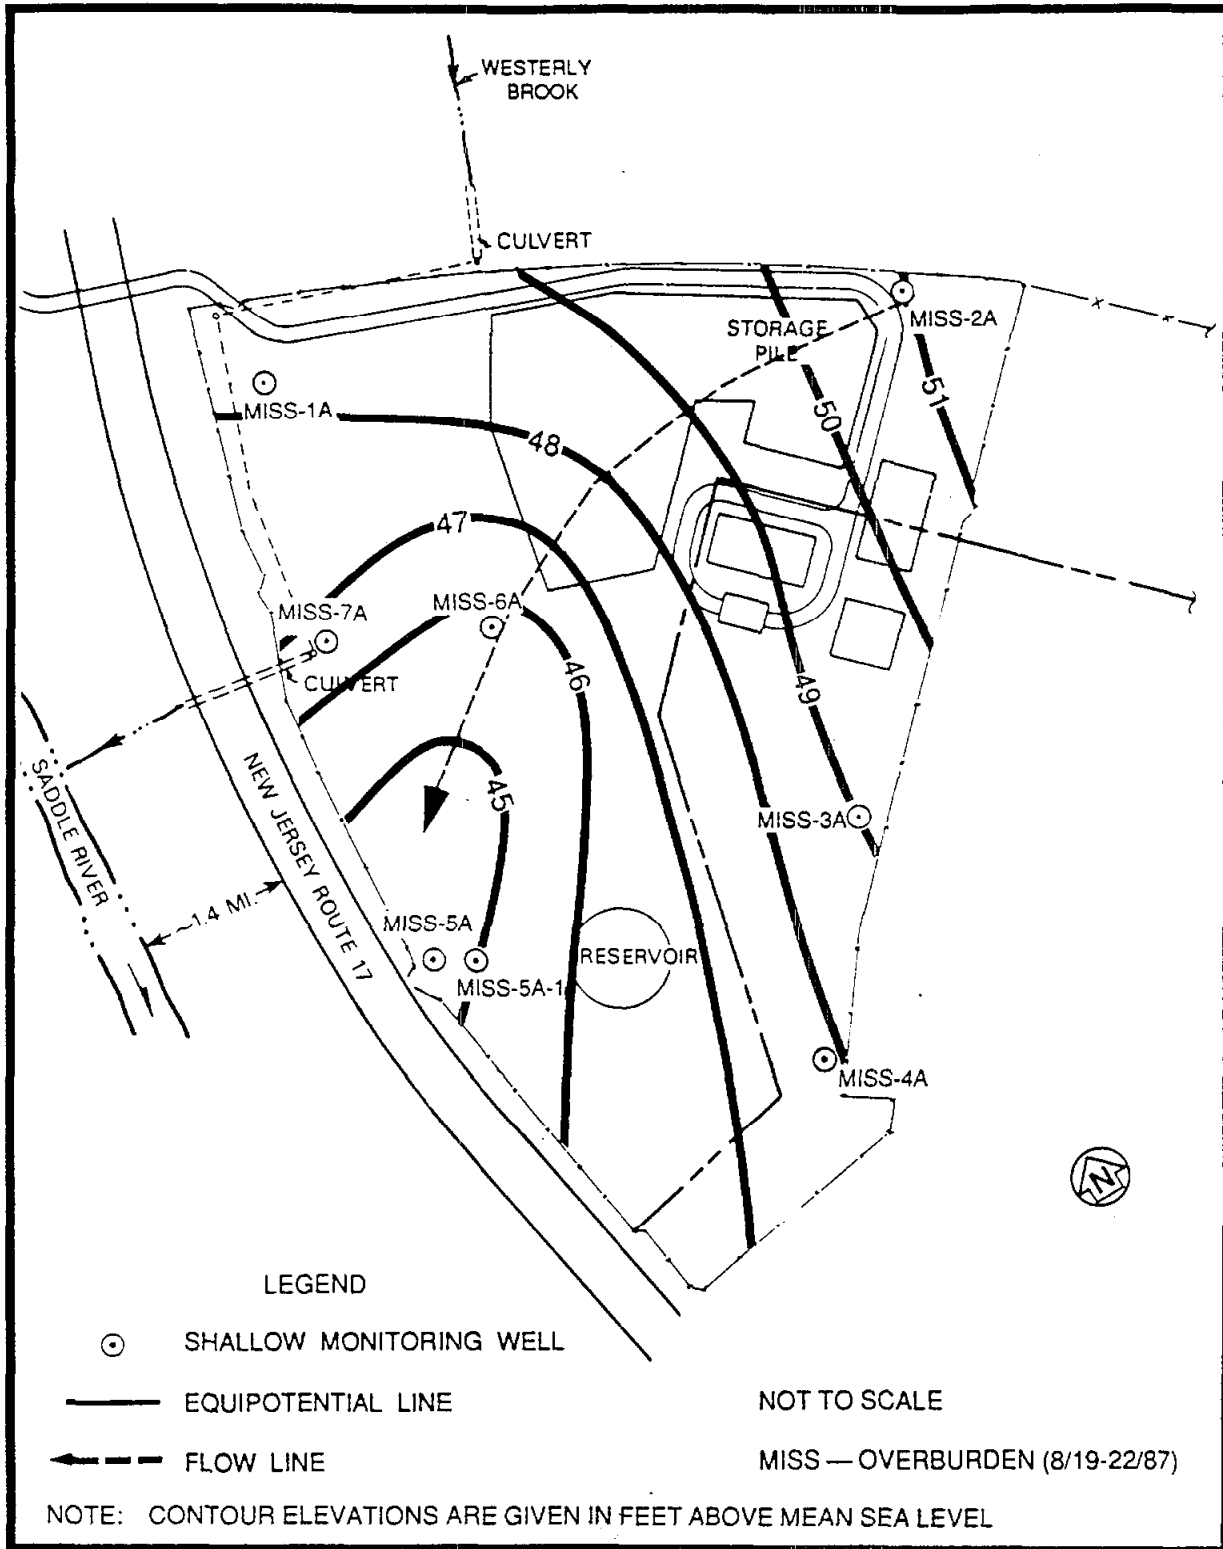 WESTERLY
BROOK
CULVERT
MISS-2A
STORAGE
PILE
MISS-1A
51
50
48
47
MISS-7A
MISS-6A
46
CULVERT
49
45
SADDLE RIVER
NEW JERSEY ROUTE 17
MISS-3A
~1.4 MI.
MISS-5A
RESERVOIR
MISS-5A-1
MISS-4A
N
LEGEND
SHALLOW MONITORING WELL
EQUIPOTENTIAL LINE
NOT TO SCALE
FLOW LINE
MISS — OVERBURDEN (8/19-22/87)
NOTE: CONTOUR ELEVATIONS ARE GIVEN IN FEET ABOVE MEAN SEA LEVEL